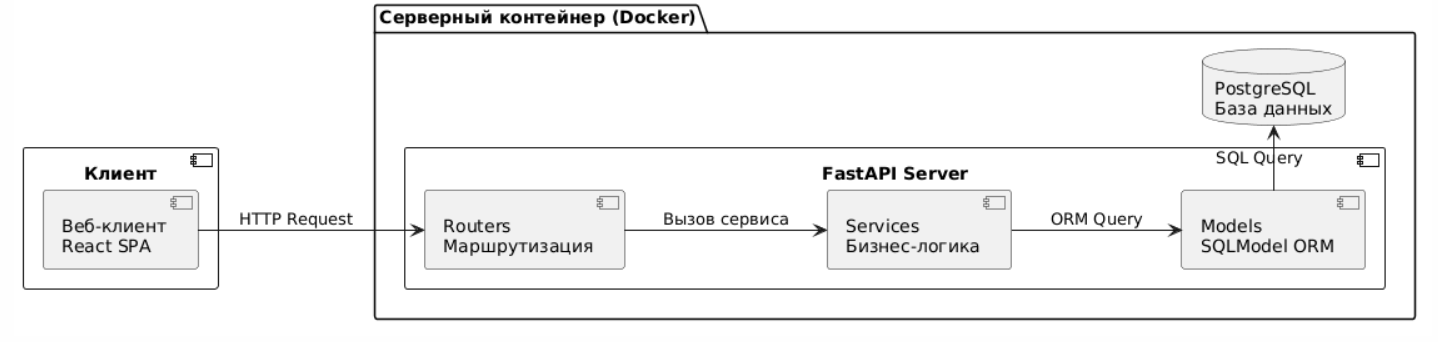 Серверный контейнер (Docker)
PostgreSQL
База данных
SQL Query
Клиент
FastAPI Server
Веб-клиент
React SPA
HTTP Request
Routers
Маршрутизация
Вызов сервиса
Services
Бизнес-логика
ORM Query
Models
SQLModel ORM